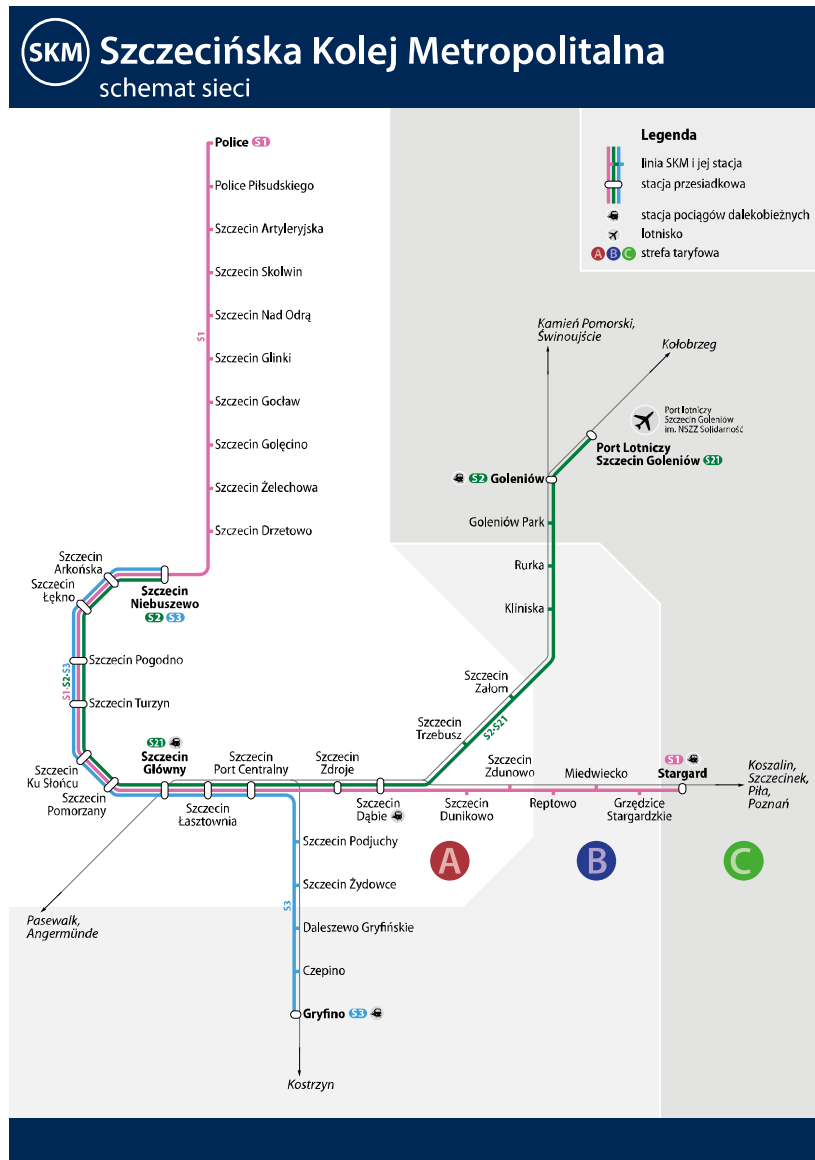 SKM
Szczecińska Kolej Metropolitalna
schemat sieci
Legenda
linia SKM i jej stacja
stacja przesiadkowa
stacja pociągów dalekobieżnych
lotnisko
A B C strefa taryfowa
Police S1
Police Piłsudskiego
Szczecin Artyleryjska
Szczecin Skolwin
Szczecin Nad Odrą
S1
Szczecin Glinki
Szczecin Gocław
Szczecin Golęcino
Szczecin Żelechowa
Szczecin Drzetowo
Szczecin
Niebuszewo
S2 S3
Szczecin
Arkońska
Szczecin
Łękno
Szczecin Pogodno
S1·S2·S3
Szczecin Turzyn
Szczecin
Ku Słońcu
Szczecin
Pomorzany
S21
Szczecin
Główny
Szczecin
Łasztownia
Szczecin
Port Centralny
Szczecin
Zdroje
Szczecin
Dąbie
Szczecin
Trzebusz
Szczecin
Załom
S2·S21
Kliniska
Rurka
Goleniów Park
S2 Goleniów
Port Lotniczy
Szczecin Goleniów S21
Port lotniczy
Szczecin Goleniów
im. NSZZ Solidarność
Kamień Pomorski,
Świnoujście
Kołobrzeg
Szczecin
Dunikowo
Szczecin
Zdunowo
Reptowo
Miedwiecko
Grzędzice
Stargardzkie
S1
Stargard
Koszalin,
Szczecinek,
Piła,
Poznań
A
B
C
Szczecin Podjuchy
Szczecin Żydowce
S3
Daleszewo Gryfińskie
Czepino
Gryfino S3
Kostrzyn
Pasewalk,
Angermünde